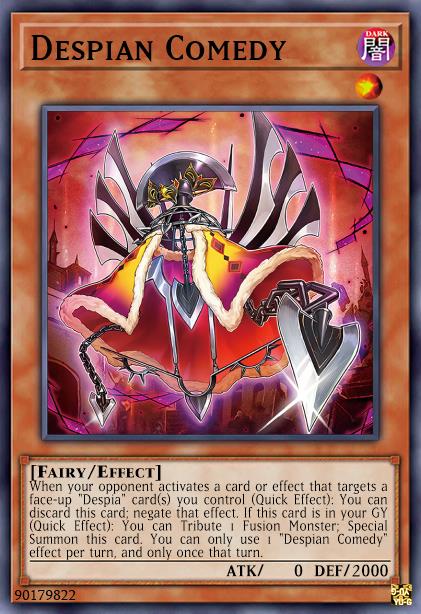 Despian Comedy
DARK
闇
[Fairy/Effect]
When your opponent activates a card or effect that targets a
face-up "Despia" card(s) you control (Quick Effect): You can
discard this card; negate that effect. If this card is in your GY
(Quick Effect): You can Tribute 1 Fusion Monster; Special
Summon this card. You can only use 1 "Despian Comedy"
effect per turn, and only once that turn.
ATK/ 0 DEF/2000
90179822